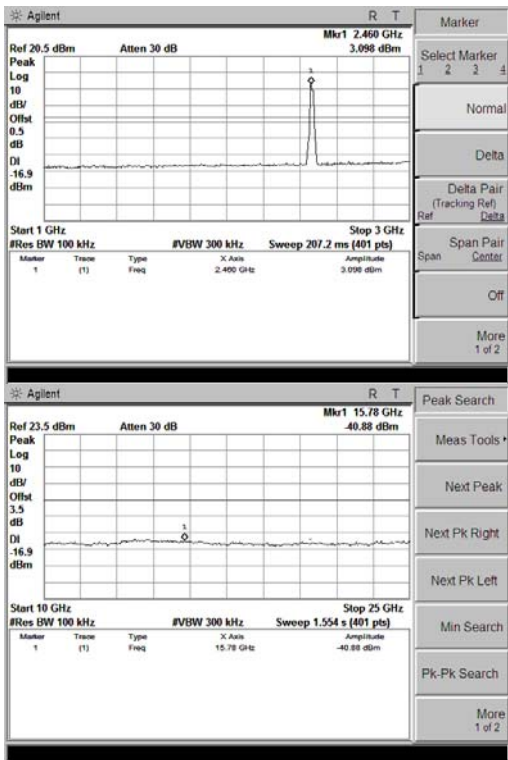 Agilent R T
Mkr1 2.460 GHz
Ref 20.5 dBm Atten 30 dB 3.098 dBm
Peak
Log
10
dB/
Offst
0.5
dB
DI
-16.9
dBm
1
Start 1 GHz Stop 3 GHz
#Res BW 100 kHz #VBW 300 kHz Sweep 207.2 ms (401 pts)
Marker Trace Type X Axis Amplitude
1 (1) Freq 2.460 GHz 3.098 dBm
Marker
Select Marker
1 2 3 4
Normal
Delta
Delta Pair
(Tracking Ref)
Ref Delta
Span Pair
Span Center
Off
More
1 of 2
Agilent R T
Mkr1 15.78 GHz
Ref 23.5 dBm Atten 30 dB -40.88 dBm
Peak
Log
10
dB/
Offst
3.5
dB
DI
-16.9
dBm
1
Start 10 GHz Stop 25 GHz
#Res BW 100 kHz #VBW 300 kHz Sweep 1.554 s (401 pts)
Marker Trace Type X Axis Amplitude
1 (1) Freq 15.78 GHz -40.88 dBm
Peak Search
Meas Tools
Next Peak
Next Pk Right
Next Pk Left
Min Search
Pk-Pk Search
More
1 of 2